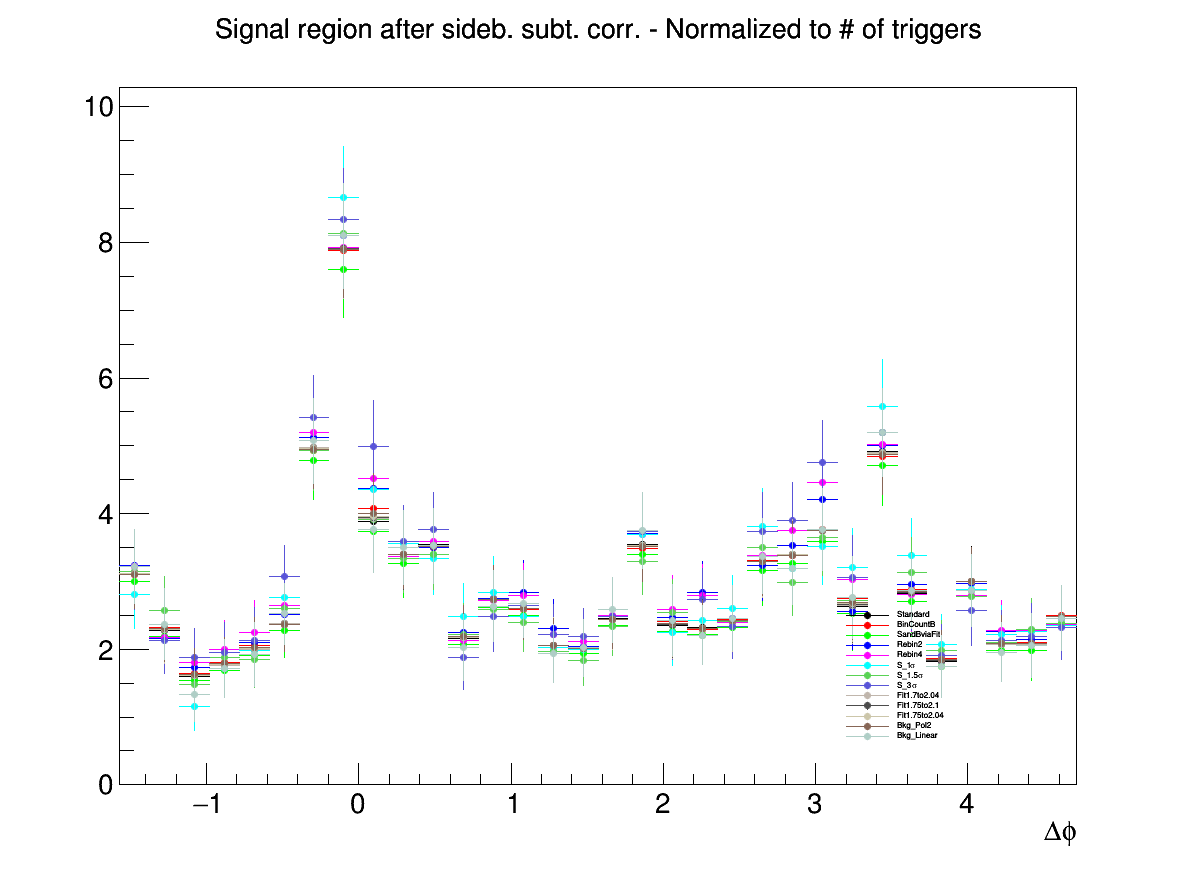 Signal region after sideb. subt. corr. - Normalized to # of triggers
10
8
6
4
2
0
−1 0 1 2 3 4
Δϕ
Standard
BinCountB
SandBviaFit
Rebin2
Rebin4
S_1σ
S_1.5σ
S_3σ
Fit1.7to2.04
Fit1.75to2.1
Fit1.75to2.04
Bkg_Pol2
Bkg_Linear